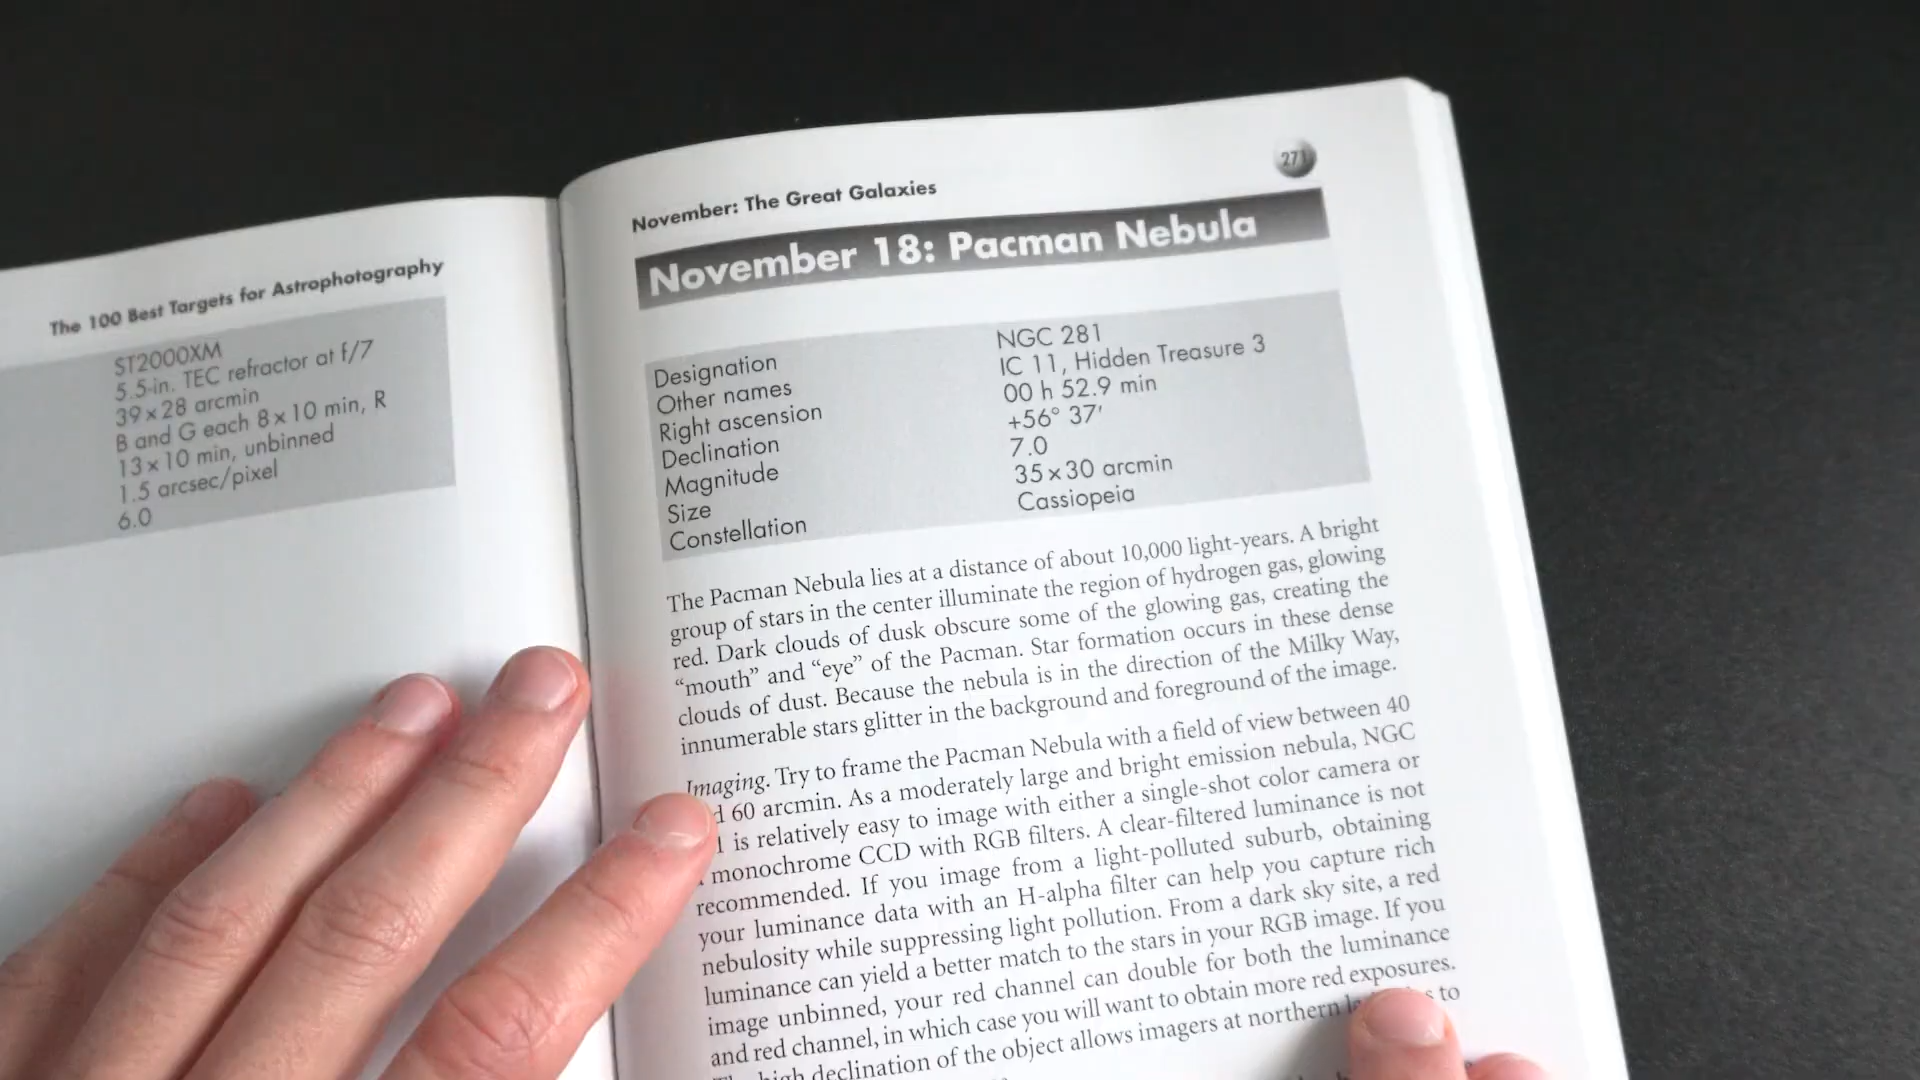 The 100 Best Targets for Astrophotography
ST2000XM
5.5-in. TEC refractor at f/7
39 × 28 arcmin
B and G each 8 × 10 min, R
13 × 10 min, unbinned
1.5 arcsec/pixel
6.0
271
November: The Great Galaxies
November 18: Pacman Nebula
Designation NGC 281
Other names IC 11, Hidden Treasure 3
Right ascension 00 h 52.9 min
Declination +56° 37′
Magnitude 7.0
Size 35 × 30 arcmin
Constellation Cassiopeia
The Pacman Nebula lies at a distance of about 10,000 light-years. A bright
group of stars in the center illuminate the region of hydrogen gas, glowing
red. Dark clouds of dusk obscure some of the glowing gas, creating the
“mouth” and “eye” of the Pacman. Star formation occurs in these dense
clouds of dust. Because the nebula is in the direction of the Milky Way,
innumerable stars glitter in the background and foreground of the image.
Imaging. Try to frame the Pacman Nebula with a field of view between 40
60 arcmin. As a moderately large and bright emission nebula, NGC
is relatively easy to image with either a single-shot color camera or
monochrome CCD with RGB filters. A clear-filtered luminance is not
recommended. If you image from a light-polluted suburb, obtaining
your luminance data with an H-alpha filter can help you capture rich
nebulosity while suppressing light pollution. From a dark sky site, a red
luminance can yield a better match to the stars in your RGB image. If you
image unbinned, your red channel can double for both the luminance
and red channel, in which case you will want to obtain more red exposures.
high declination of the object allows imagers at northern to